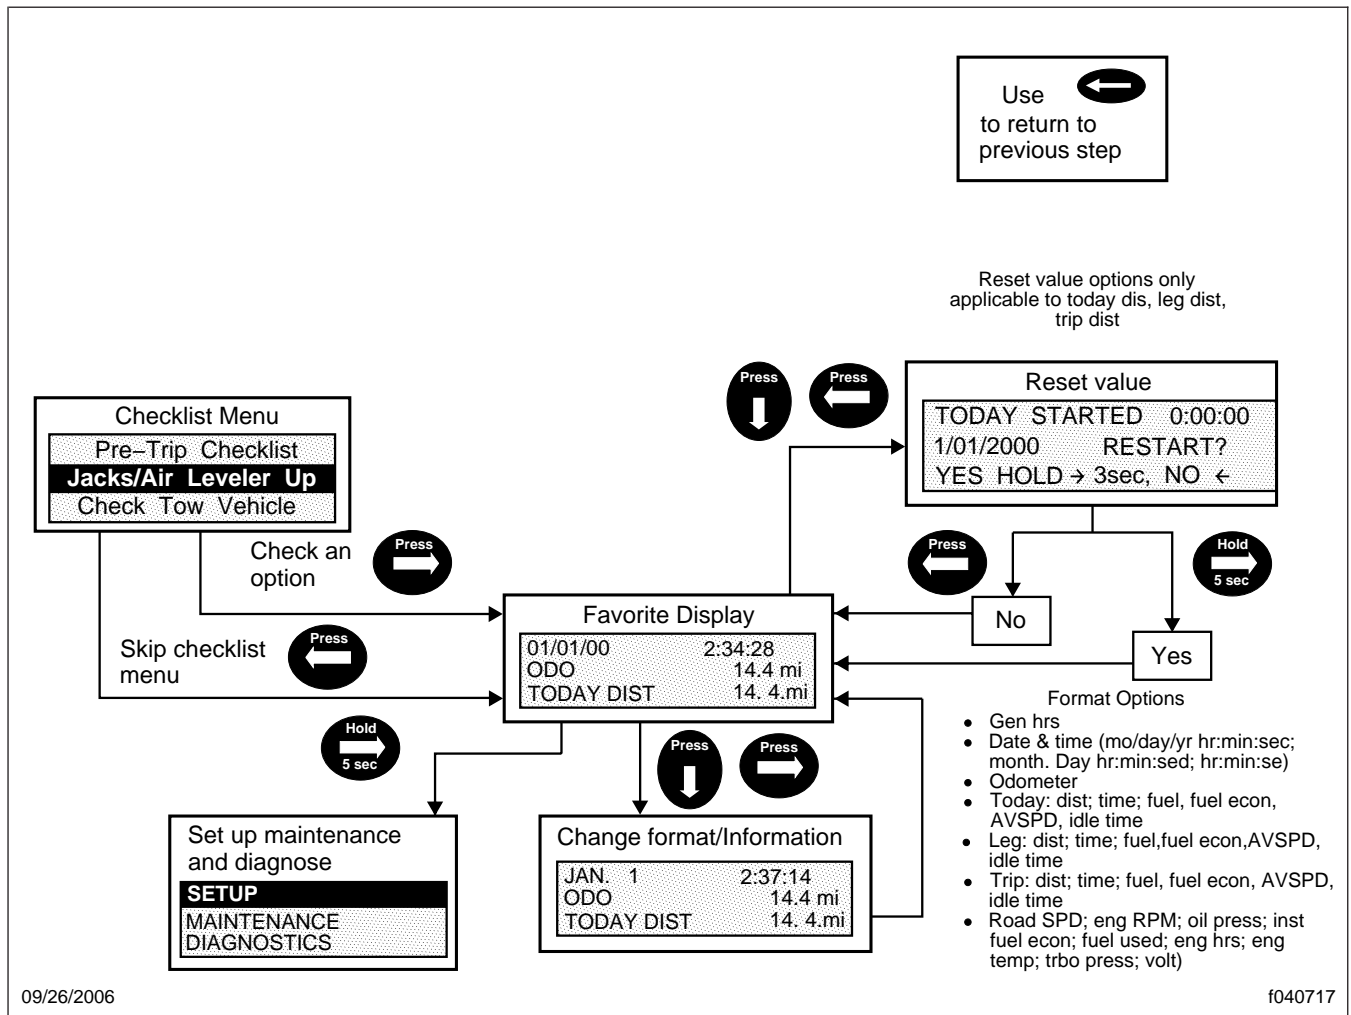 Use
to return to
previous step
Reset value options only
applicable to today dis, leg dist,
trip dist
Press
Press
Reset value
TODAY STARTED 0:00:00
1/01/2000 RESTART?
YES HOLD → 3sec, NO ←
Checklist Menu
Pre–Trip Checklist
Jacks/Air Leveler Up
Check Tow Vehicle
Check an
option
Press
Press
Hold
5 sec
Skip checklist
menu
Press
Favorite Display
01/01/00 2:34:28
ODO 14.4 mi
TODAY DIST 14. 4.mi
No
Yes
Hold
5 sec
Press
Press
Set up maintenance
and diagnose
SETUP
MAINTENANCE
DIAGNOSTICS
Change format/Information
JAN. 1 2:37:14
ODO 14.4 mi
TODAY DIST 14. 4.mi
Format Options
• Gen hrs
• Date & time (mo/day/yr hr:min:sec;
month. Day hr:min:sed; hr:min:se)
• Odometer
• Today: dist; time; fuel, fuel econ,
AVSPD, idle time
• Leg: dist; time; fuel,fuel econ,AVSPD,
idle time
• Trip: dist; time; fuel, fuel econ, AVSPD,
idle time
• Road SPD; eng RPM; oil press; inst
fuel econ; fuel used; eng hrs; eng
temp; trbo press; volt)
09/26/2006
f040717